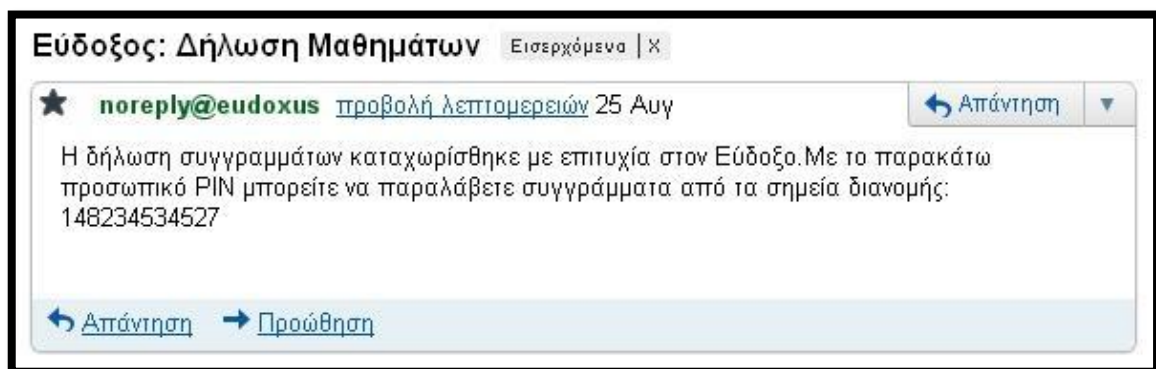 Εύδοξος: Δήλωση Μαθημάτων Εισερχόμενα | X
noreply@eudoxus προβολή λεπτομερειών 25 Αυγ Απάντηση
Η δήλωση συγγραμμάτων καταχωρίσθηκε με επιτυχία στον Εύδοξο.Με το παρακάτω
προσωπικό PIN μπορείτε να παραλάβετε συγγράμματα από τα σημεία διανομής:
148234534527
Απάντηση Προώθηση